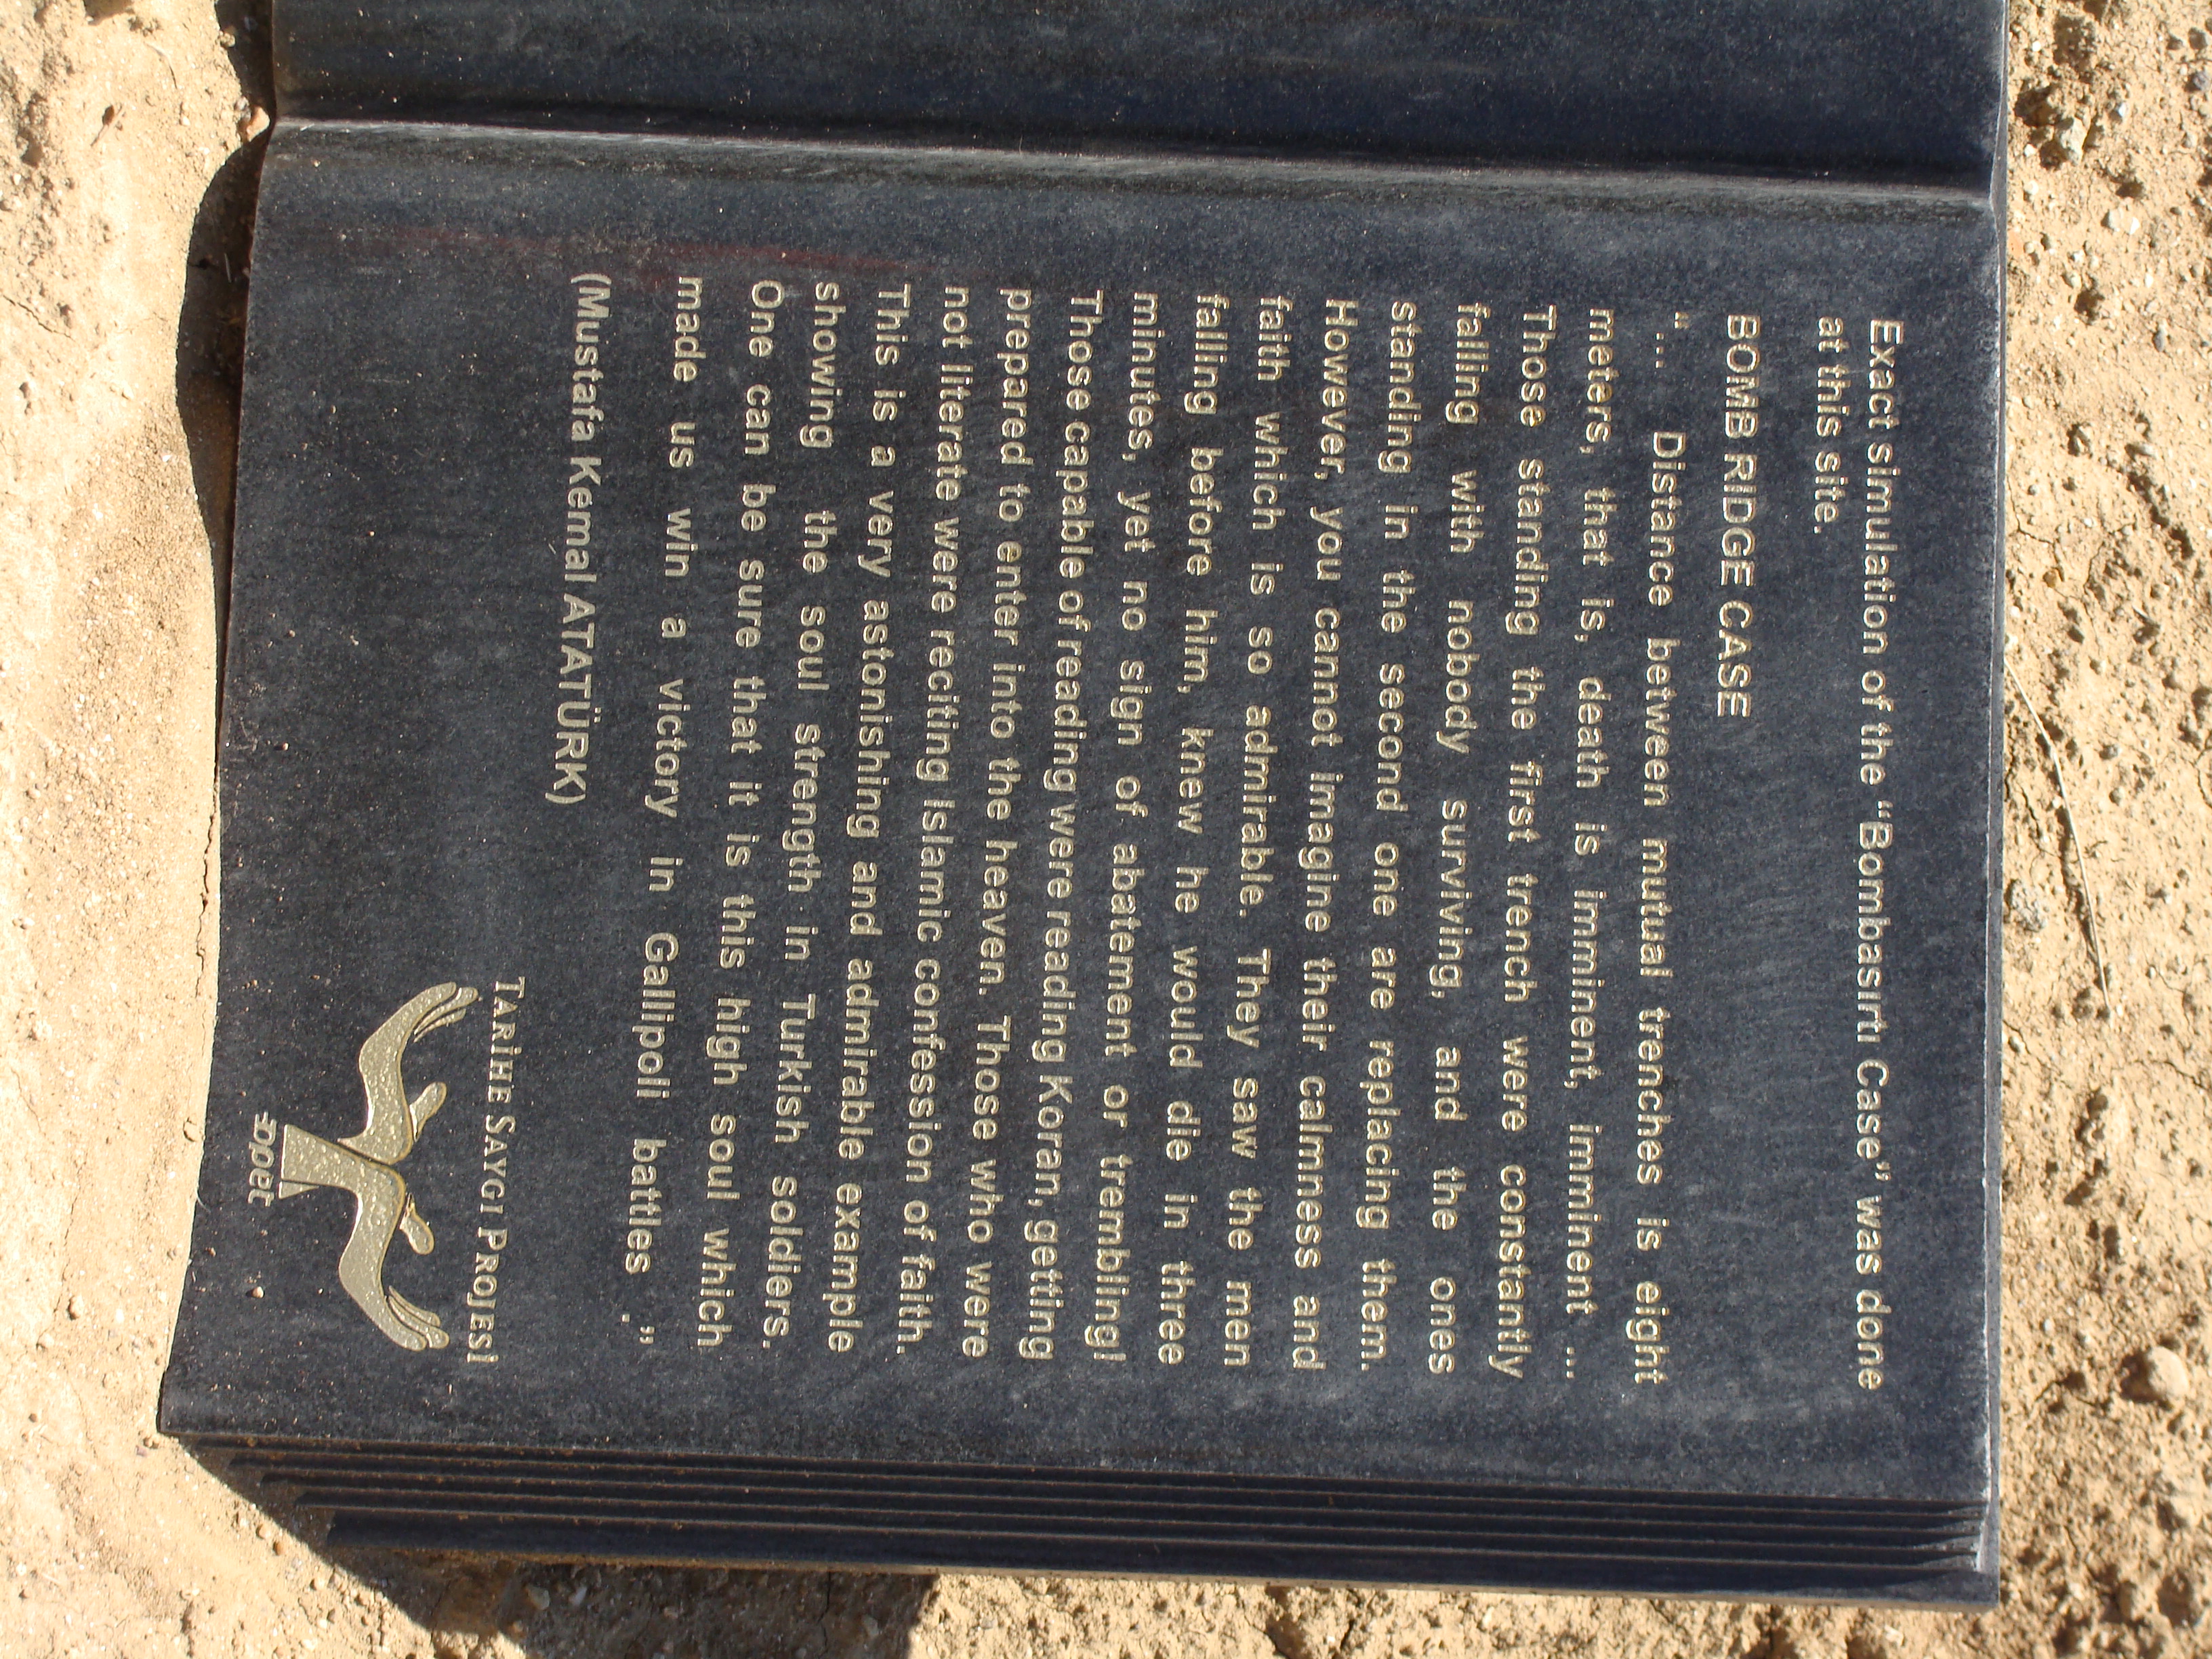 Exact simulation of the “Bombasırtı Case” was done
at this site.
BOMB RIDGE CASE
“... Distance between mutual trenches is eight
meters, that is, death is imminent, imminent ...
Those standing the first trench were constantly
falling with nobody surviving, and the ones
standing in the second one are replacing them.
However, you cannot imagine their calmness and
faith which is so admirable. They saw the men
falling before him, knew he would die in three
minutes, yet no sign of abatement or trembling!
Those capable of reading were reading Koran, getting
prepared to enter into the heaven. Those who were
not literate were reciting Islamic confession of faith.
This is a very astonishing and admirable example
showing the soul strength in Turkish soldiers.
One can be sure that it is this high soul which
made us win a victory in Gallipoli battles .”
(Mustafa Kemal ATATÜRK)
TARİHE SAYGI PROJESİ
opet